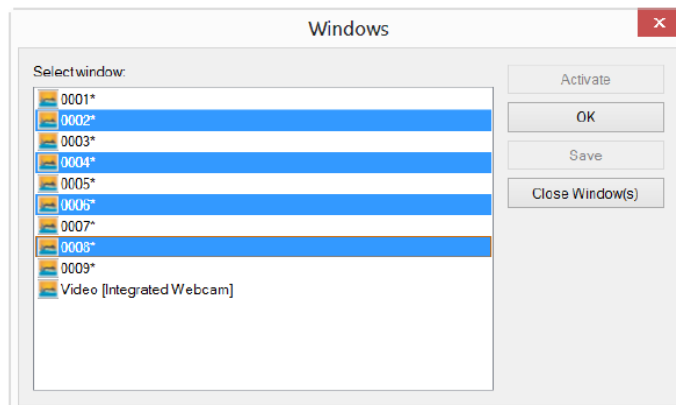 Windows
x
Select window:
Activate
0001*
0002*
OK
0003*
0004*
Save
0005*
0006*
Close Window(s)
0007*
0008*
0009*
Video [Integrated Webcam]